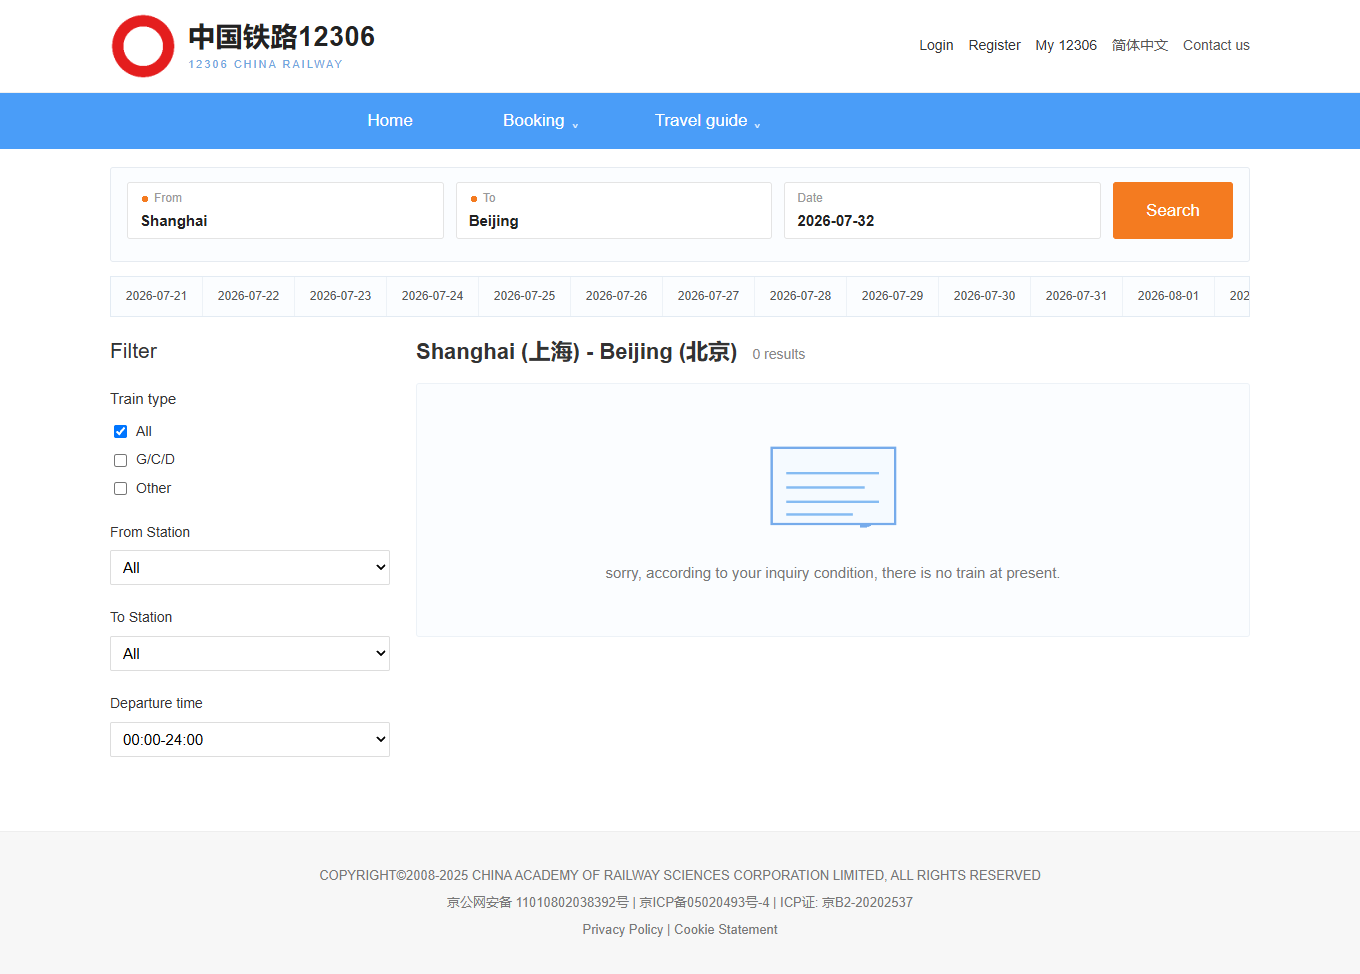 中国铁路12306
12306 CHINA RAILWAY
Login Register My 12306 简体中文 Contact us
Home Booking Travel guide
From
Shanghai
To
Beijing
Date
2026-07-32
Search
2026-07-21 2026-07-22 2026-07-23 2026-07-24 2026-07-25 2026-07-26 2026-07-27 2026-07-28 2026-07-29 2026-07-30 2026-07-31 2026-08-01 202
Filter
Train type
All
G/C/D
Other
From Station
All
To Station
All
Departure time
00:00-24:00
Shanghai (上海) - Beijing (北京) 0 results
sorry, according to your inquiry condition, there is no train at present.
COPYRIGHT©2008-2025 CHINA ACADEMY OF RAILWAY SCIENCES CORPORATION LIMITED, ALL RIGHTS RESERVED
京公网安备 11010802038392号 | 京ICP备05020493号-4 | ICP证: 京B2-20202537
Privacy Policy | Cookie Statement